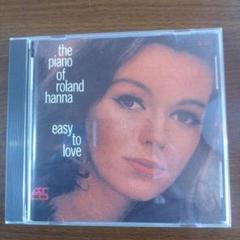 the
piano
of
roland
hanna
easy
to
love